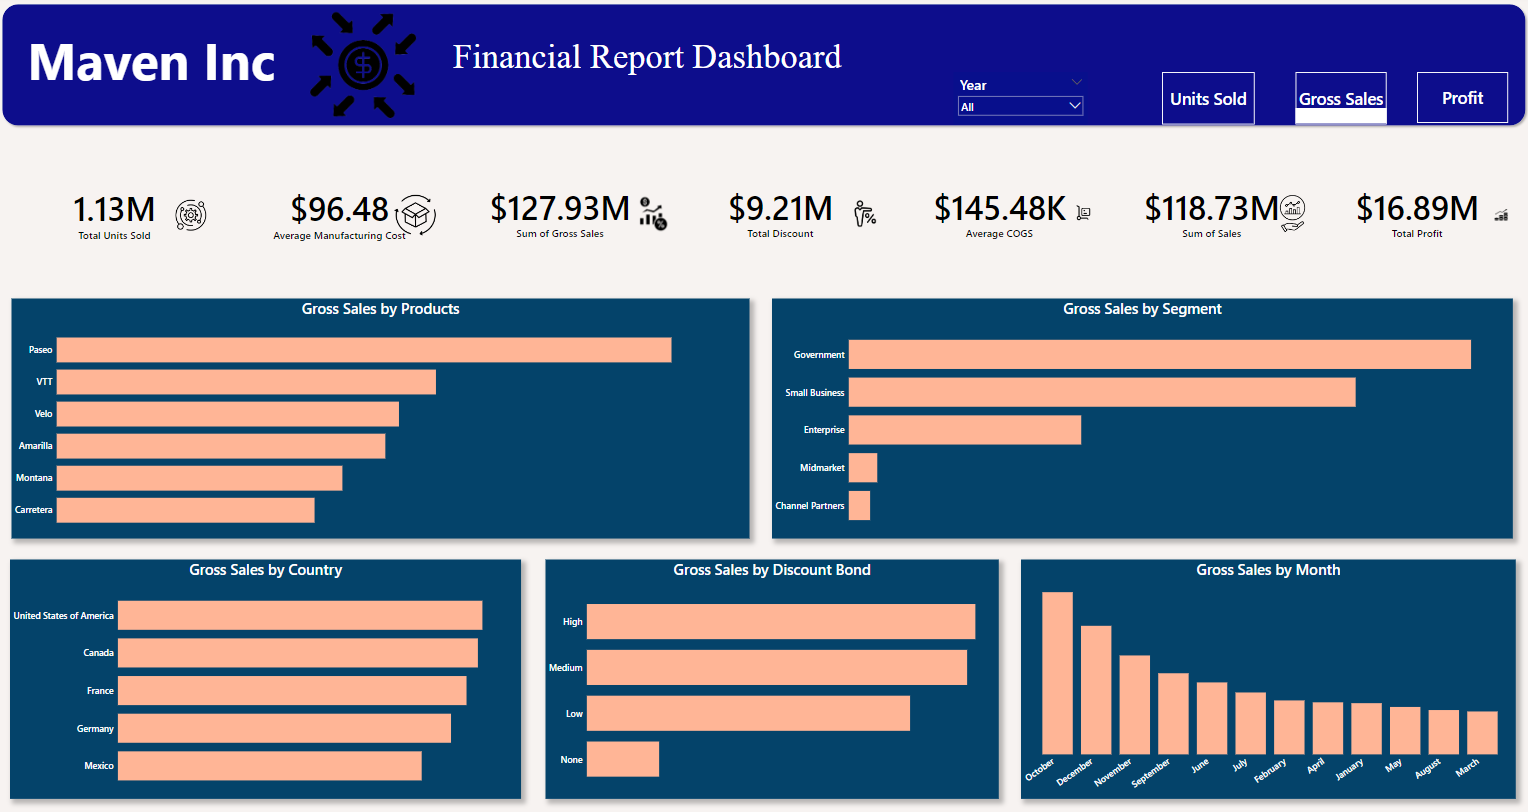 Maven Inc
Financial Report Dashboard
Year
All
Units Sold
Gross Sales
Profit
1.13M
Total Units Sold
$96.48
Average Manufacturing Cost
$127.93M
Sum of Gross Sales
$9.21M
Total Discount
$145.48K
Average COGS
$118.73M
Sum of Sales
$16.89M
Total Profit
Gross Sales by Products
Paseo
VTT
Velo
Amarilla
Montana
Carretera
Gross Sales by Segment
Government
Small Business
Enterprise
Midmarket
Channel Partners
Gross Sales by Country
United States of America
Canada
France
Germany
Mexico
Gross Sales by Discount Bond
High
Medium
Low
None
Gross Sales by Month
October
December
November
September
June
July
February
April
January
May
August
March